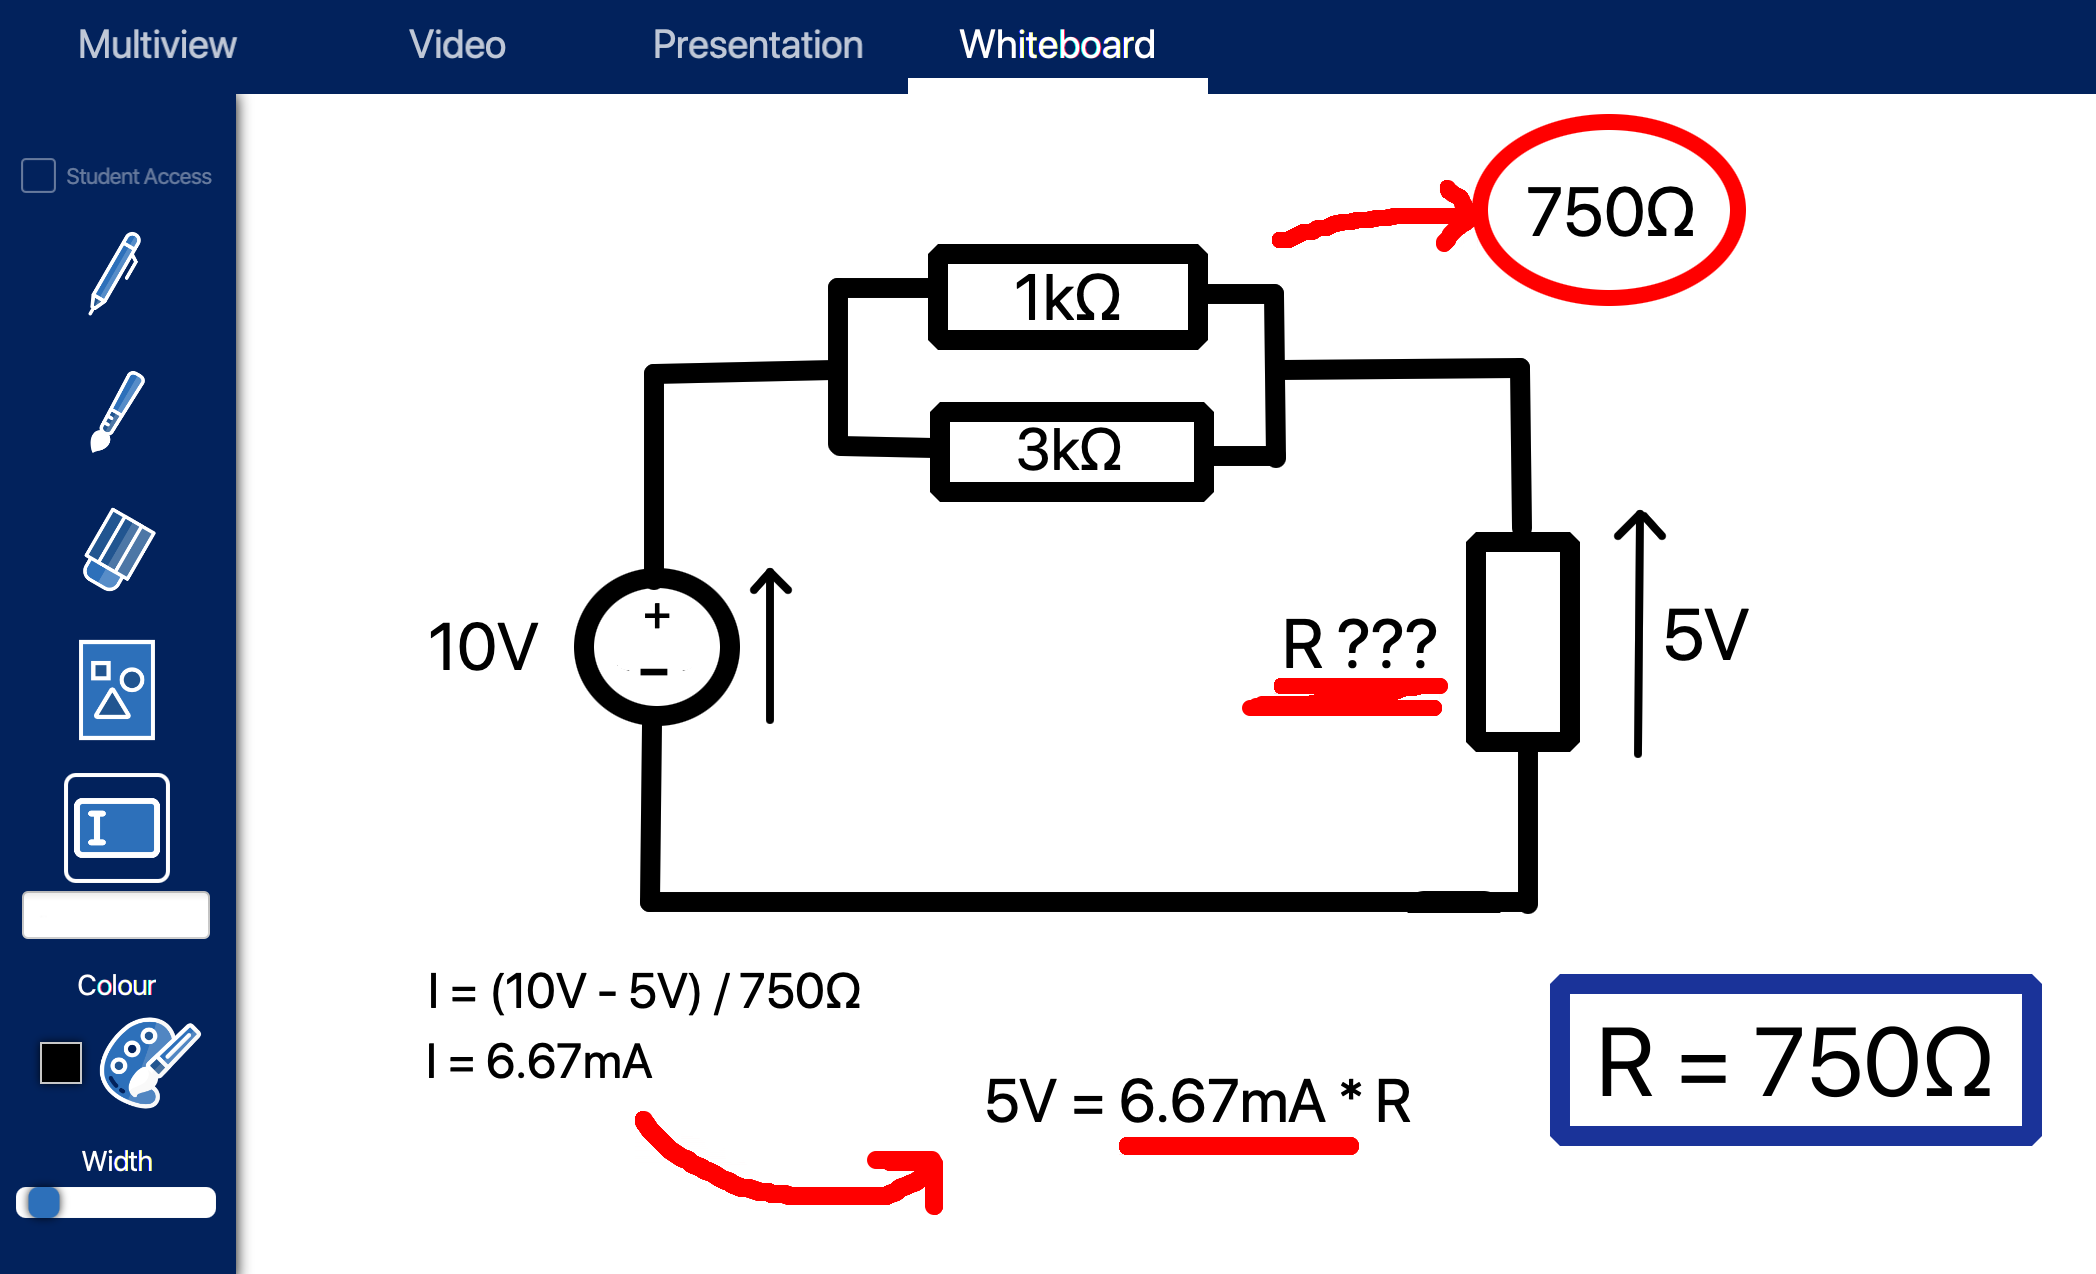 Multiview
Video
Presentation
Whiteboard
Student Access
750Ω
1kΩ
3kΩ
10V
+
−
R ???
5V
Colour
I = (10V - 5V) / 750Ω
I = 6.67mA
5V = 6.67mA * R
R = 750Ω
Width